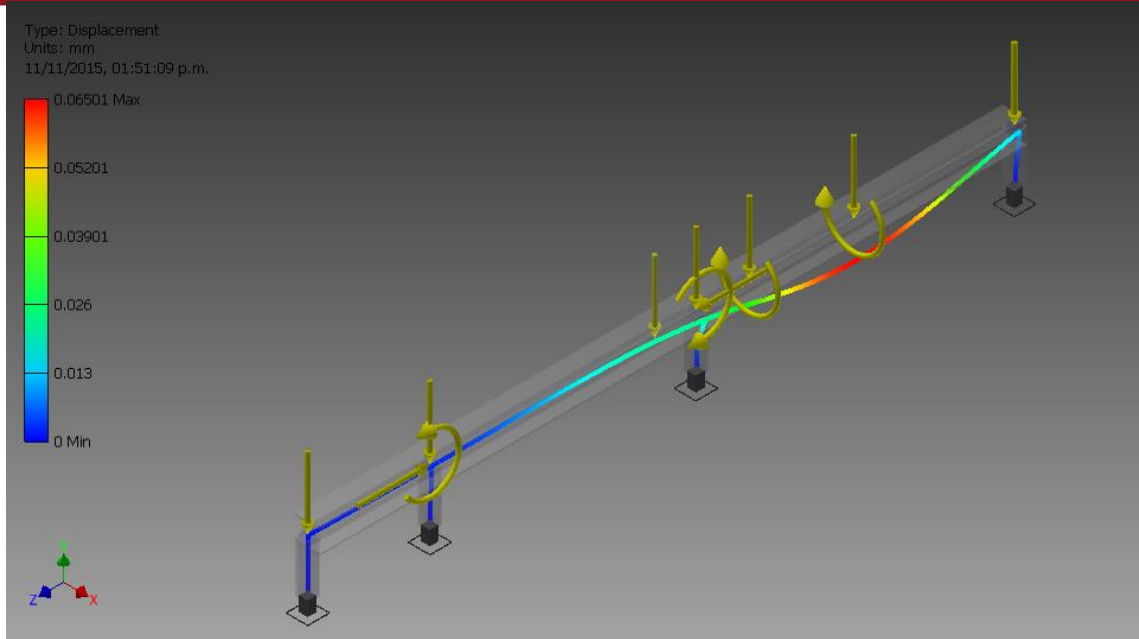 Type: Displacement
Units: mm
11/11/2015, 01:51:09 p.m.
0.06501 Max
0.05201
0.03901
0.026
0.013
0 Min
Z
X